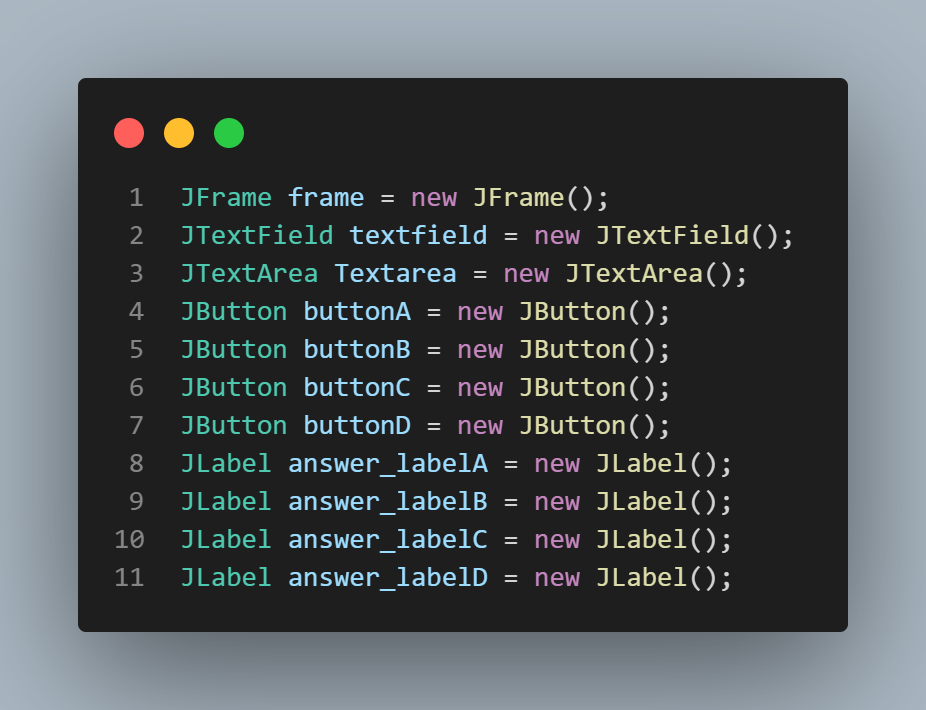 1 JFrame frame = new JFrame();
2 JTextField textfield = new JTextField();
3 JTextArea Textarea = new JTextArea();
4 JButton buttonA = new JButton();
5 JButton buttonB = new JButton();
6 JButton buttonC = new JButton();
7 JButton buttonD = new JButton();
8 JLabel answer_labelA = new JLabel();
9 JLabel answer_labelB = new JLabel();
10 JLabel answer_labelC = new JLabel();
11 JLabel answer_labelD = new JLabel();